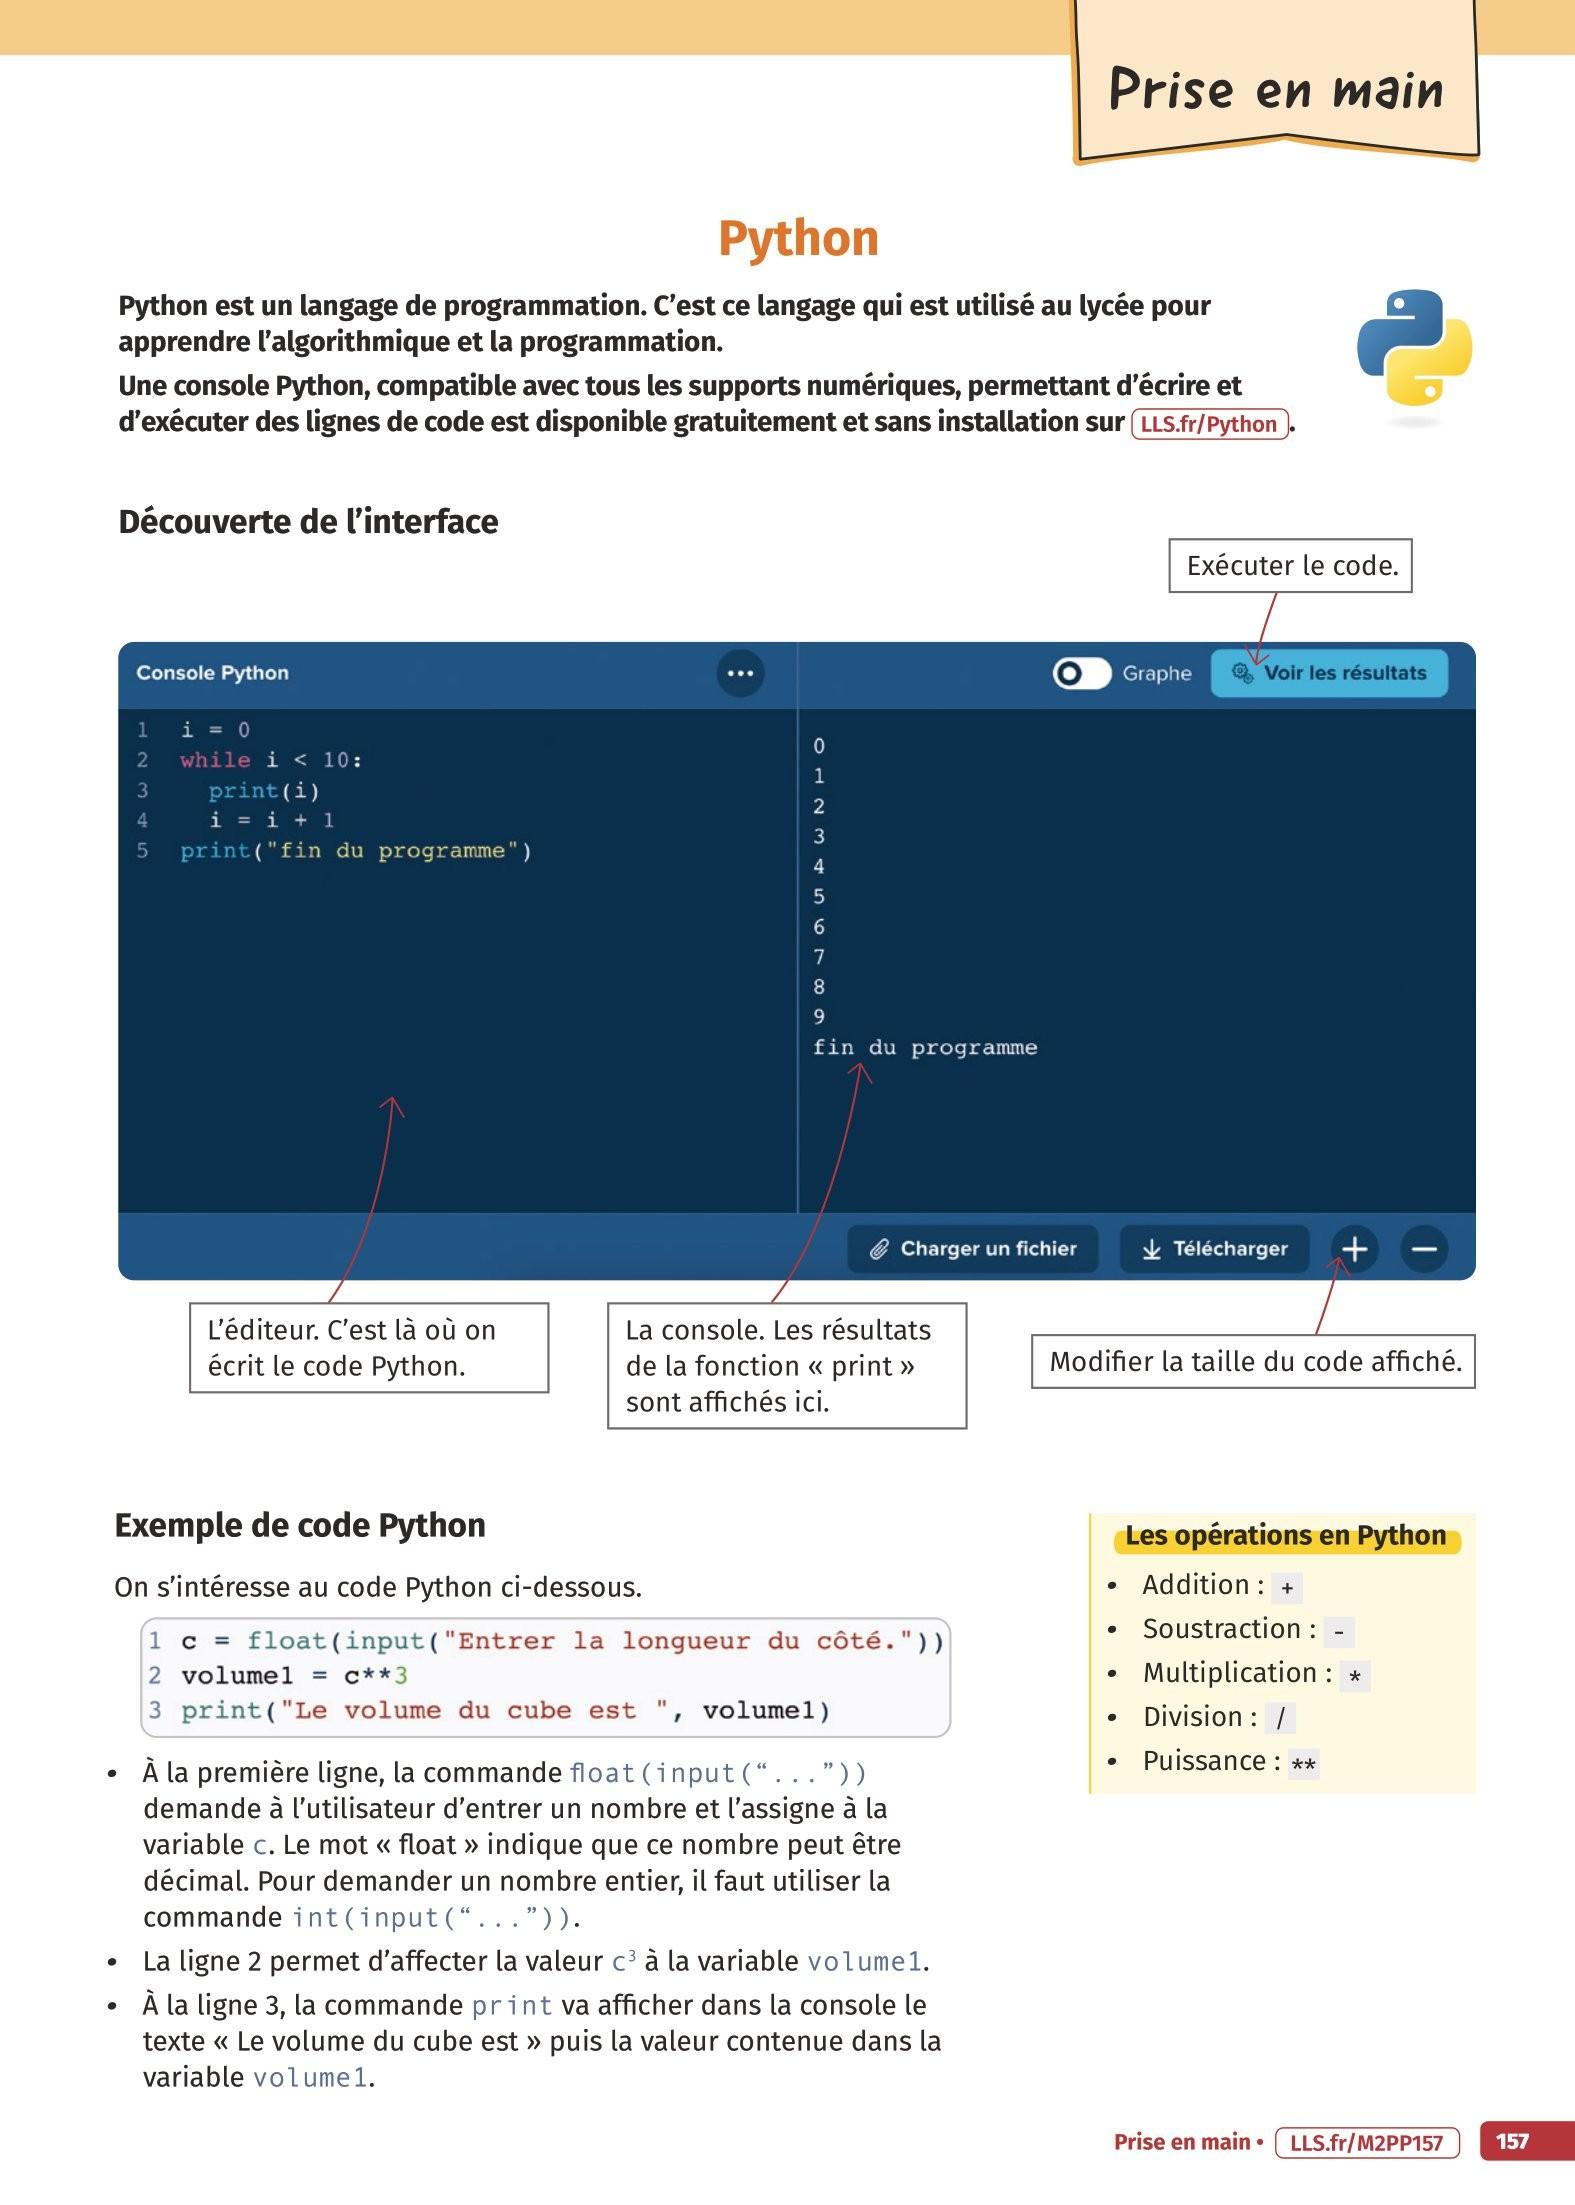 Prise en main
Python
Python est un langage de programmation. C’est ce langage qui est utilisé au lycée pour
apprendre l’algorithmique et la programmation.
Une console Python, compatible avec tous les supports numériques, permettant d’écrire et
d’exécuter des lignes de code est disponible gratuitement et sans installation sur LLS.fr/Python.
Découverte de l’interface
Exécuter le code.
Console Python
Graphe
Voir les résultats
1 i = 0
2 while i < 10:
3   print(i)
4   i = i + 1
5 print("fin du programme")
0
1
2
3
4
5
6
7
8
9
fin du programme
Charger un fichier
Télécharger
L’éditeur. C’est là où on
écrit le code Python.
La console. Les résultats
de la fonction « print »
sont affichés ici.
Modifier la taille du code affiché.
Exemple de code Python
On s’intéresse au code Python ci-dessous.
1 c = float(input("Entrer la longueur du côté."))
2 volume1 = c**3
3 print("Le volume du cube est ", volume1)
• À la première ligne, la commande float(input(“...”))
demande à l’utilisateur d’entrer un nombre et l’assigne à la
variable c. Le mot « float » indique que ce nombre peut être
décimal. Pour demander un nombre entier, il faut utiliser la
commande int(input(“...”)).
• La ligne 2 permet d’affecter la valeur c³ à la variable volume1.
• À la ligne 3, la commande print va afficher dans la console le
texte « Le volume du cube est » puis la valeur contenue dans la
variable volume1.
Les opérations en Python
• Addition : +
• Soustraction : -
• Multiplication : *
• Division : /
• Puissance : **
Prise en main • LLS.fr/M2PP157 157